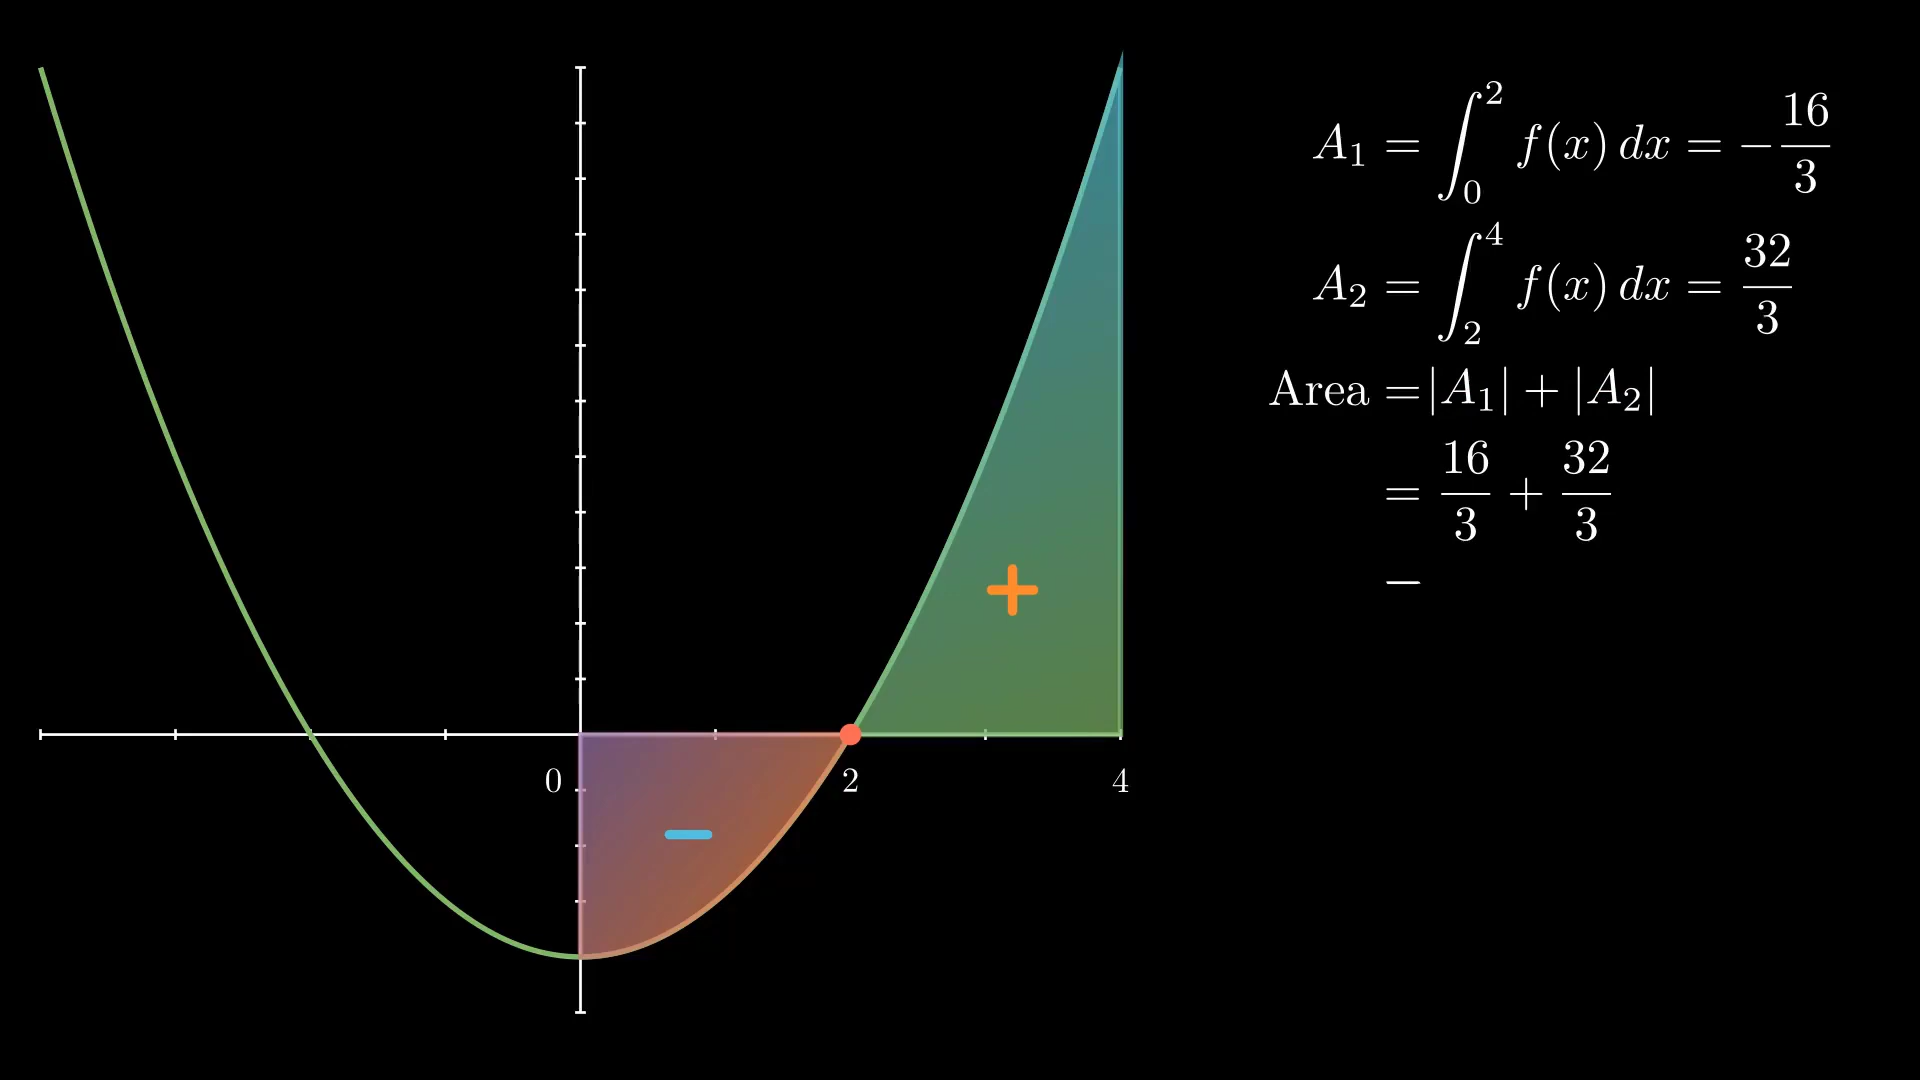 A₁ = ∫₀² f(x) dx = −16/3
A₂ = ∫₂⁴ f(x) dx = 32/3
Area = |A₁| + |A₂|
= 16/3 + 32/3
−
+
0 2 4
−